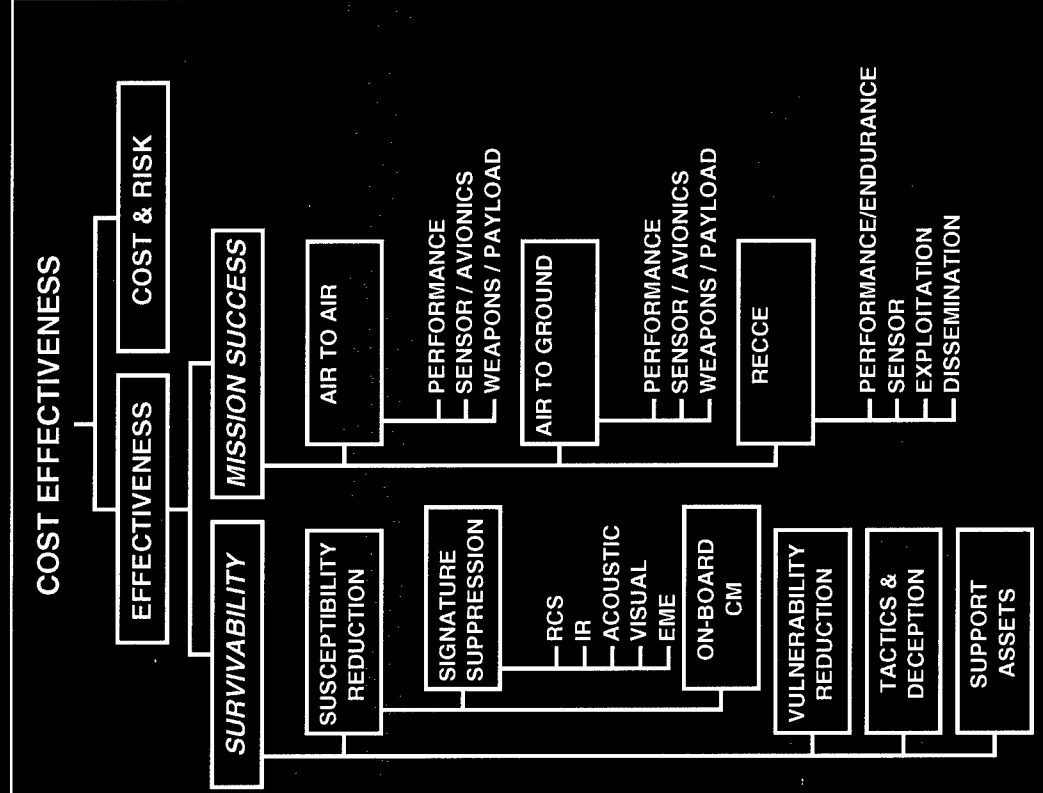 COST EFFECTIVENESS
EFFECTIVENESS
COST & RISK
SURVIVABILITY
MISSION SUCCESS
SUSCEPTIBILITY
REDUCTION
SIGNATURE
SUPPRESSION
RCS
IR
ACOUSTIC
VISUAL
EME
ON-BOARD
CM
VULNERABILITY
REDUCTION
TACTICS &
DECEPTION
SUPPORT
ASSETS
AIR TO AIR
PERFORMANCE
SENSOR / AVIONICS
WEAPONS / PAYLOAD
AIR TO GROUND
PERFORMANCE
SENSOR / AVIONICS
WEAPONS / PAYLOAD
RECCE
PERFORMANCE/ENDURANCE
SENSOR
EXPLOITATION
DISSEMINATION